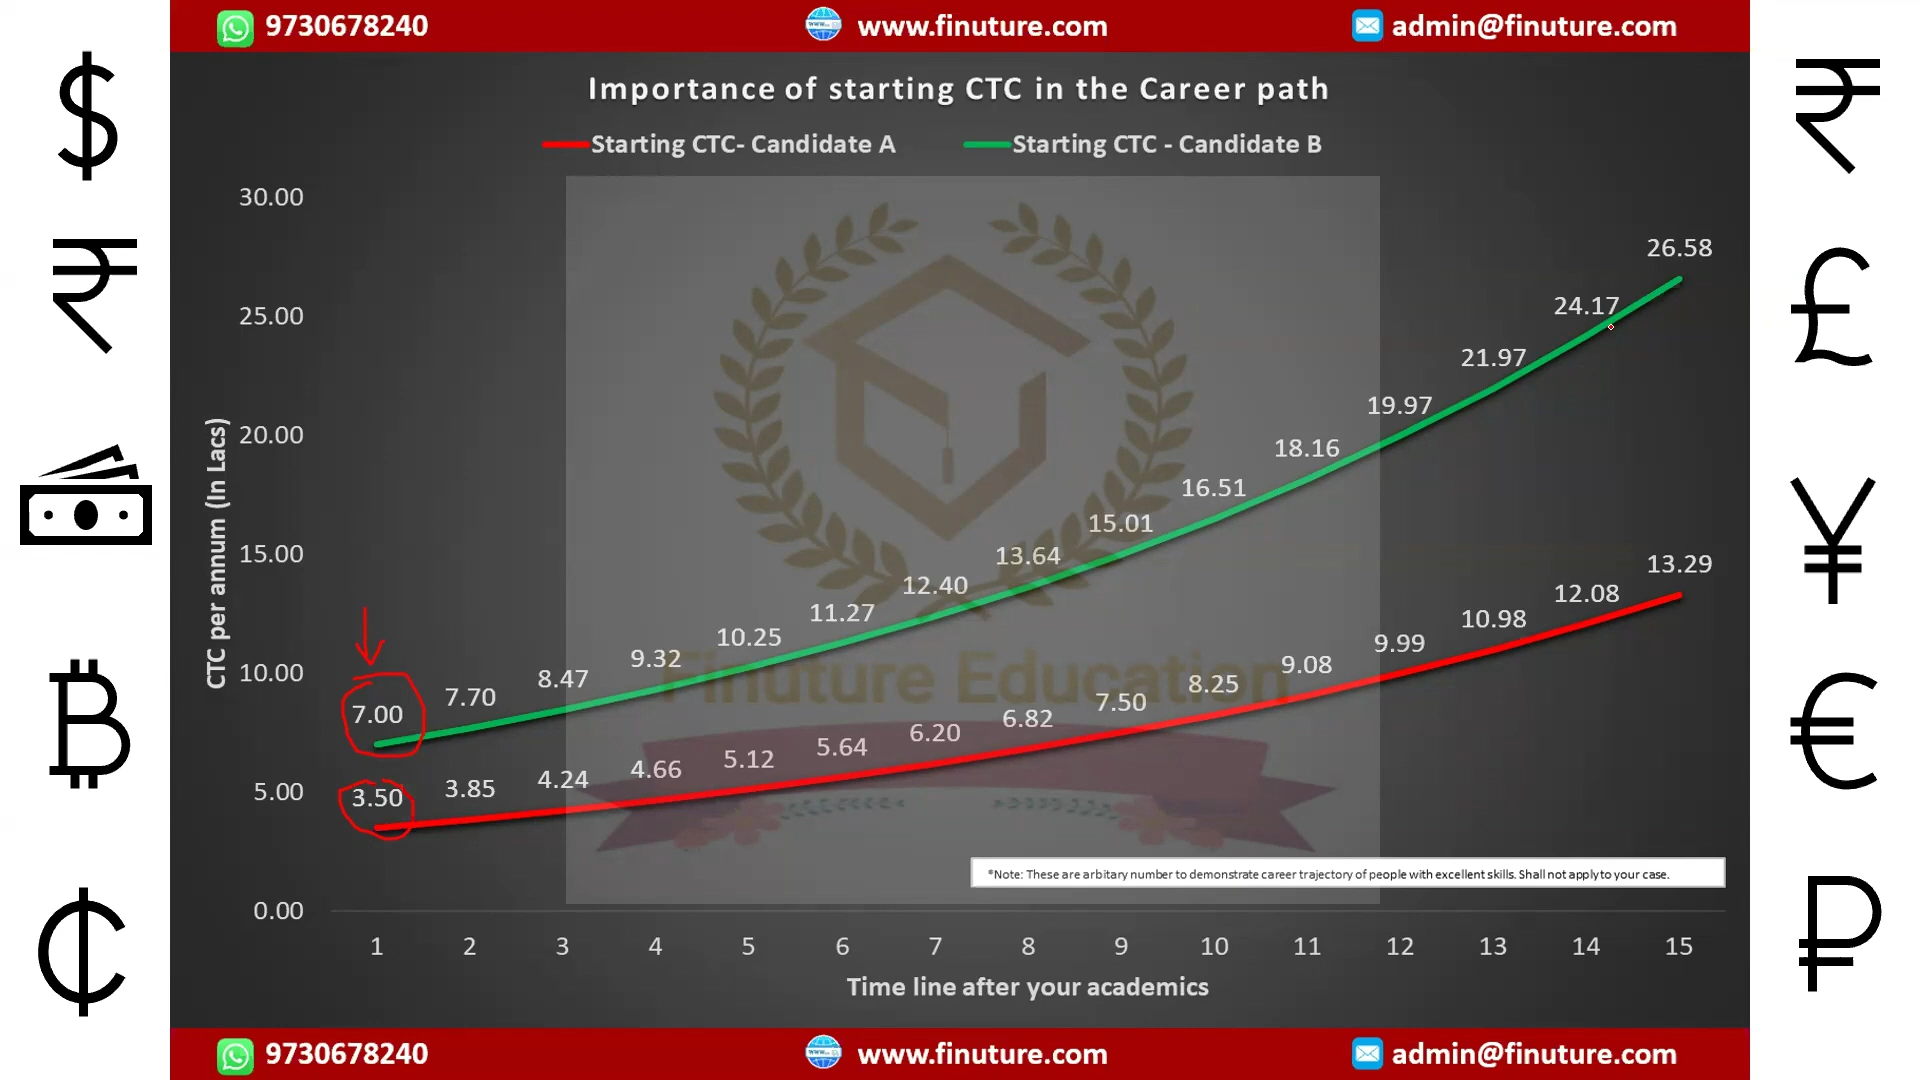 9730678240 www.finuture.com admin@finuture.com
Importance of starting CTC in the Career path
Starting CTC- Candidate A Starting CTC - Candidate B
CTC per annum (In Lacs)
30.00
25.00
20.00
15.00
10.00
5.00
0.00
7.00 7.70 8.47 9.32 10.25 11.27 12.40 13.64 15.01 16.51 18.16 19.97 21.97 24.17 26.58
3.50 3.85 4.24 4.66 5.12 5.64 6.20 6.82 7.50 8.25 9.08 9.99 10.98 12.08 13.29
Finuture Education
*Note: These are arbitary number to demonstrate career trajectory of people with excellent skills. Shall not apply to your case.
1 2 3 4 5 6 7 8 9 10 11 12 13 14 15
Time line after your academics
9730678240 www.finuture.com admin@finuture.com